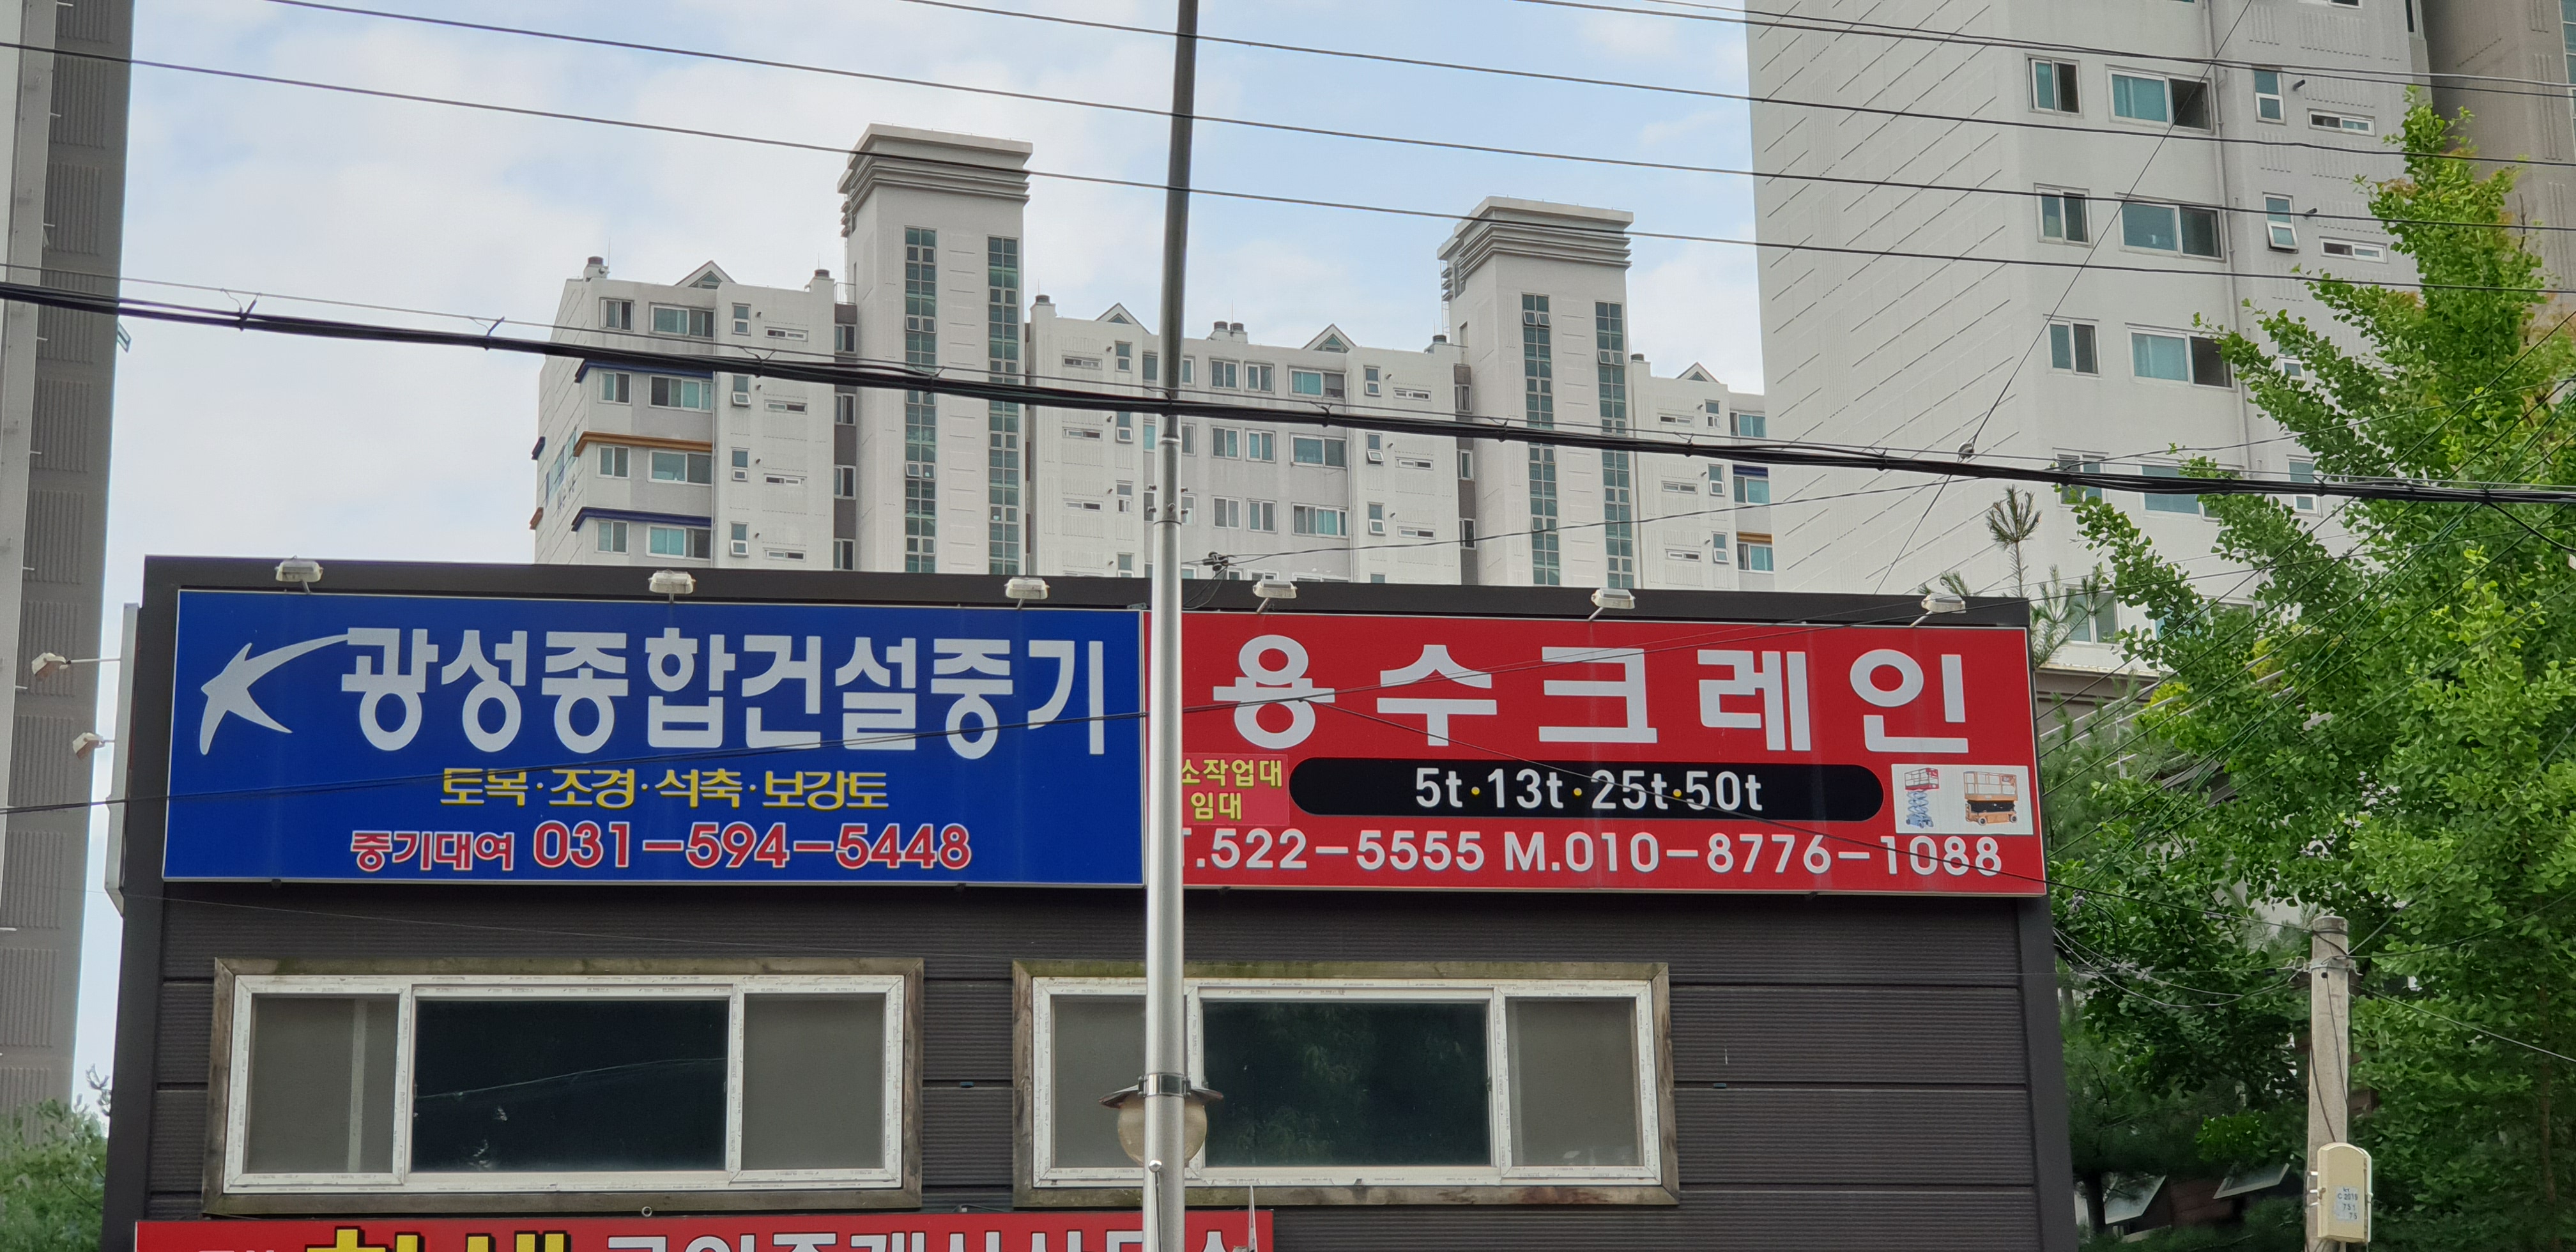 광성종합건설중기
토목·조경·석축·보강토
중기대여 031-594-5448
용수크레인
소작업대
임대
5t·13t·25t·50t
T.522-5555 M.010-8776-1088